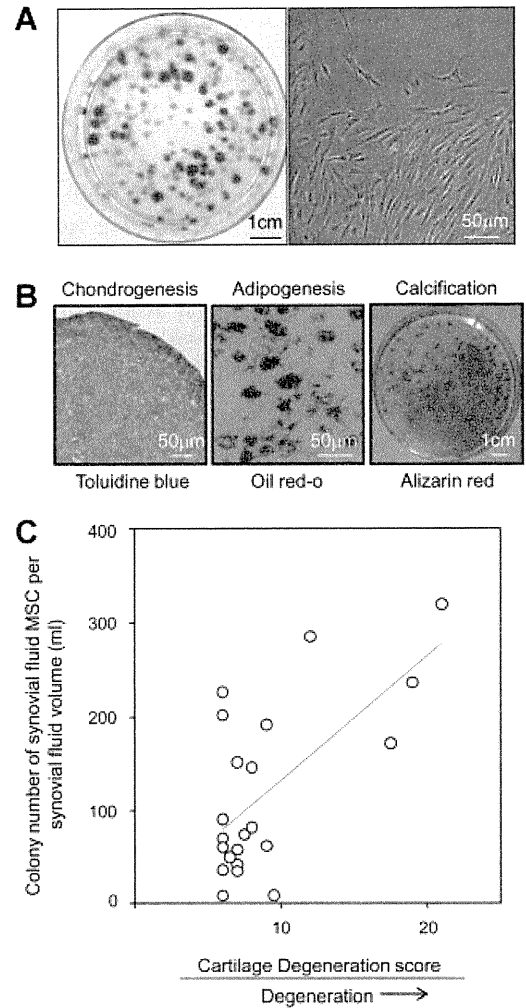 A
1cm
50μm
B
Chondrogenesis Adipogenesis Calcification
50μm
50μm
1cm
Toluidine blue Oil red-o Alizarin red
C
Colony number of synovial fluid MSC per
synovial fluid volume (ml)
400
300
200
100
0
10 20
Cartilage Degeneration score
Degeneration